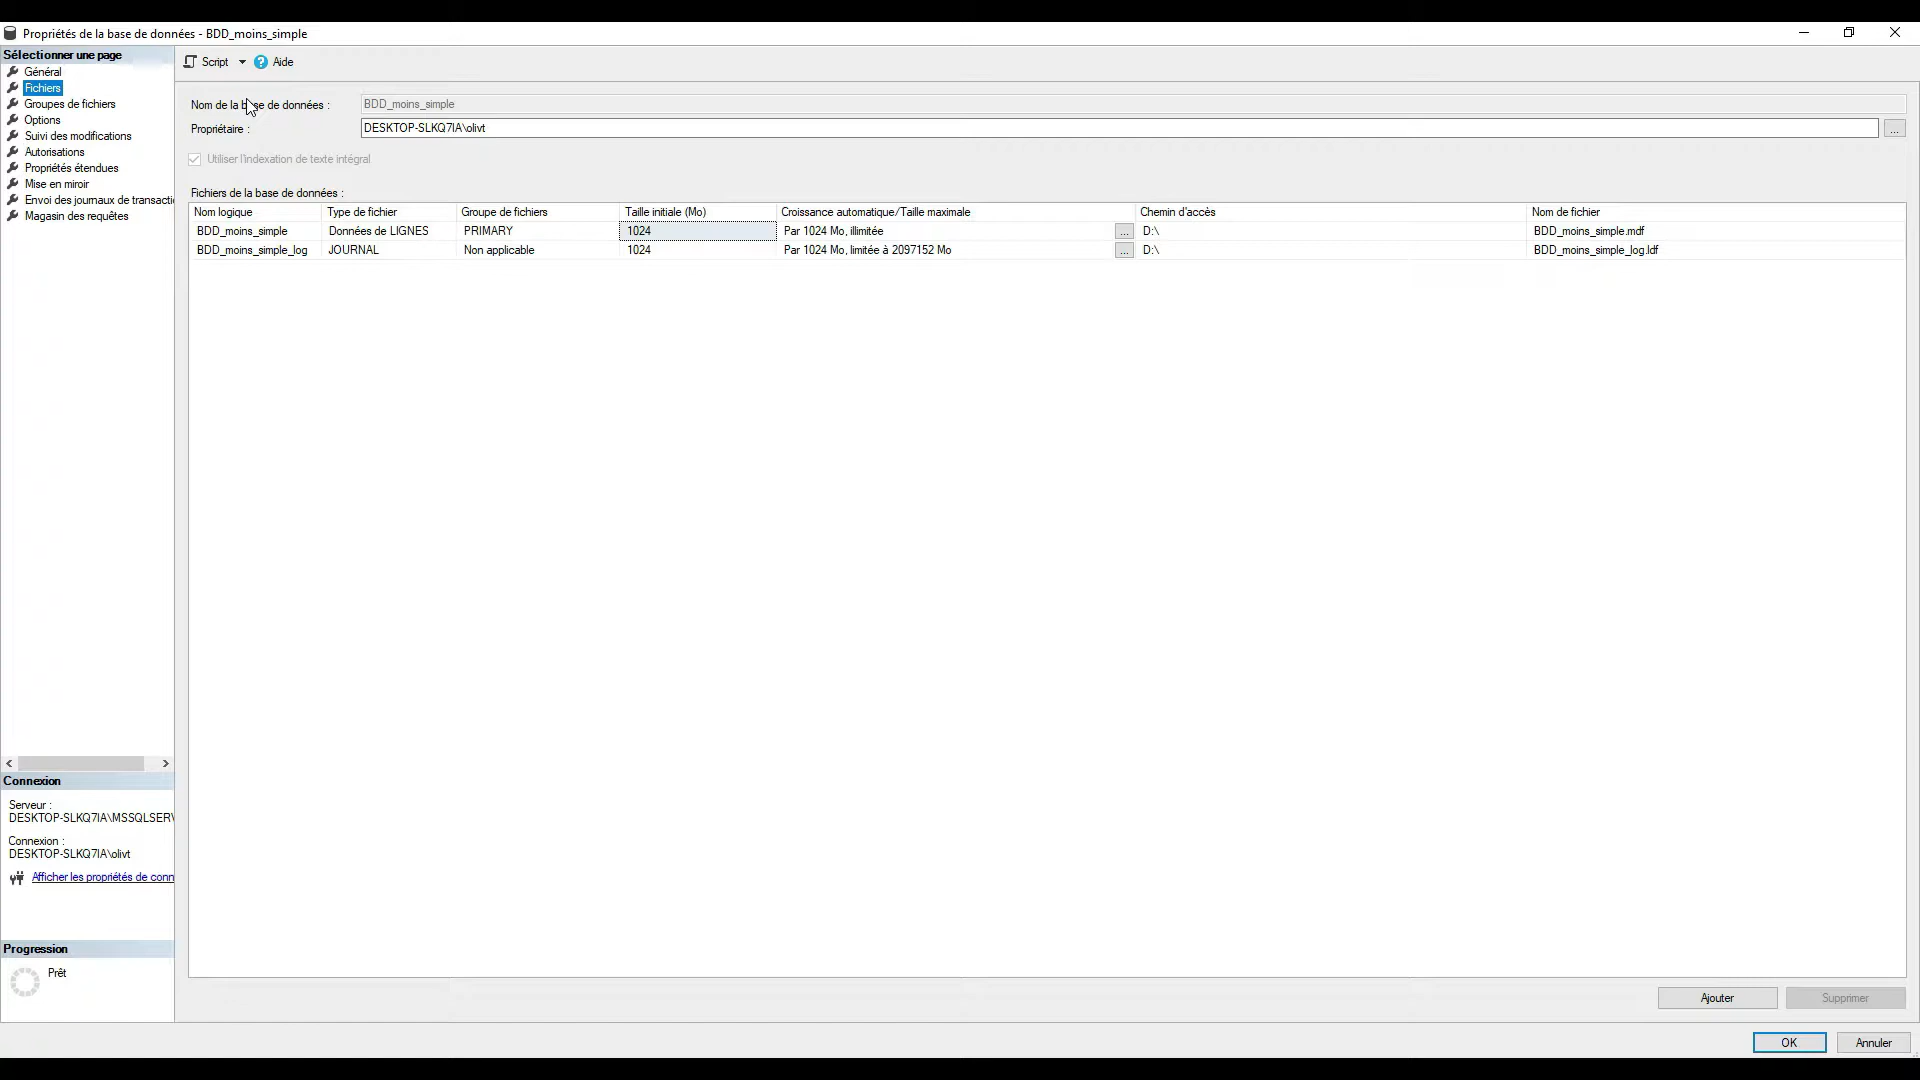 Propriétés de la base de données - BDD_moins_simple
Sélectionner une page
Général
Fichiers
Groupes de fichiers
Options
Suivi des modifications
Autorisations
Propriétés étendues
Mise en miroir
Envoi des journaux de transacti
Magasin des requêtes
Script
Aide
Nom de la base de données :
BDD_moins_simple
Propriétaire :
DESKTOP-SLKQ7IA\olivt
...
Utiliser l'indexation de texte intégral
Fichiers de la base de données :
Nom logique Type de fichier Groupe de fichiers Taille initiale (Mo) Croissance automatique/Taille maximale Chemin d'accès Nom de fichier
BDD_moins_simple Données de LIGNES PRIMARY 1024 Par 1024 Mo, illimitée ... D:\ BDD_moins_simple.mdf
BDD_moins_simple_log JOURNAL Non applicable 1024 Par 1024 Mo, limitée à 2097152 Mo ... D:\ BDD_moins_simple_log.ldf
Connexion
Serveur :
DESKTOP-SLKQ7IA\MSSQLSERV
Connexion :
DESKTOP-SLKQ7IA\olivt
Afficher les propriétés de conn
Progression
Prêt
Ajouter
Supprimer
OK
Annuler